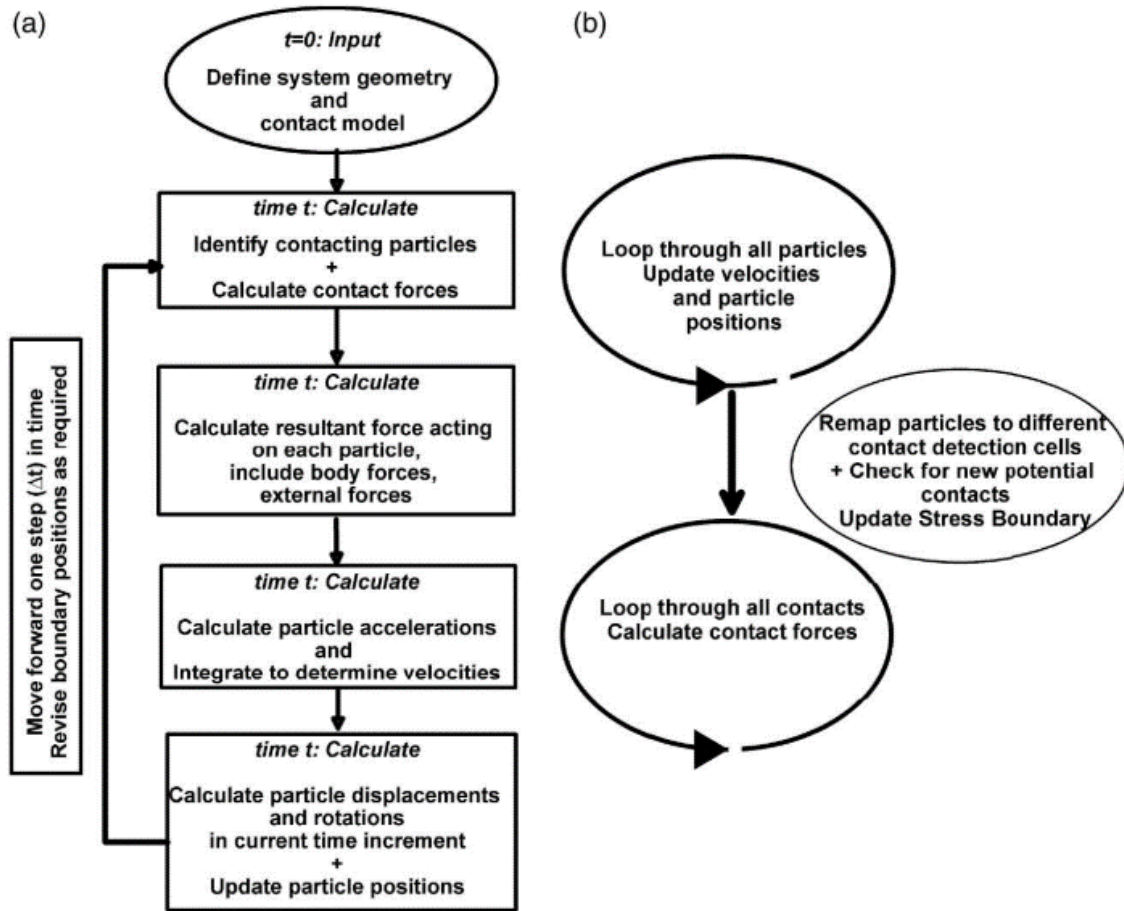 (a)
t=0: Input
Define system geometry
and
contact model
time t: Calculate
Identify contacting particles
+
Calculate contact forces
time t: Calculate
Calculate resultant force acting
on each particle,
include body forces,
external forces
time t: Calculate
Calculate particle accelerations
and
Integrate to determine velocities
time t: Calculate
Calculate particle displacements
and rotations
in current time increment
+
Update particle positions
Move forward one step (Δt) in time
Revise boundary positions as required
(b)
Loop through all particles
Update velocities
and particle
positions
Remap particles to different
contact detection cells
+ Check for new potential
contacts
Update Stress Boundary
Loop through all contacts
Calculate contact forces